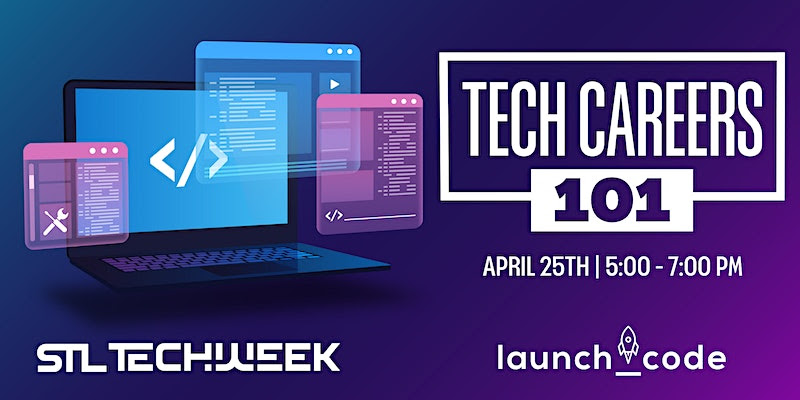 TECH CAREERS
101
APRIL 25TH | 5:00 - 7:00 PM
</>
</>
STL TECHWEEK
launch_code